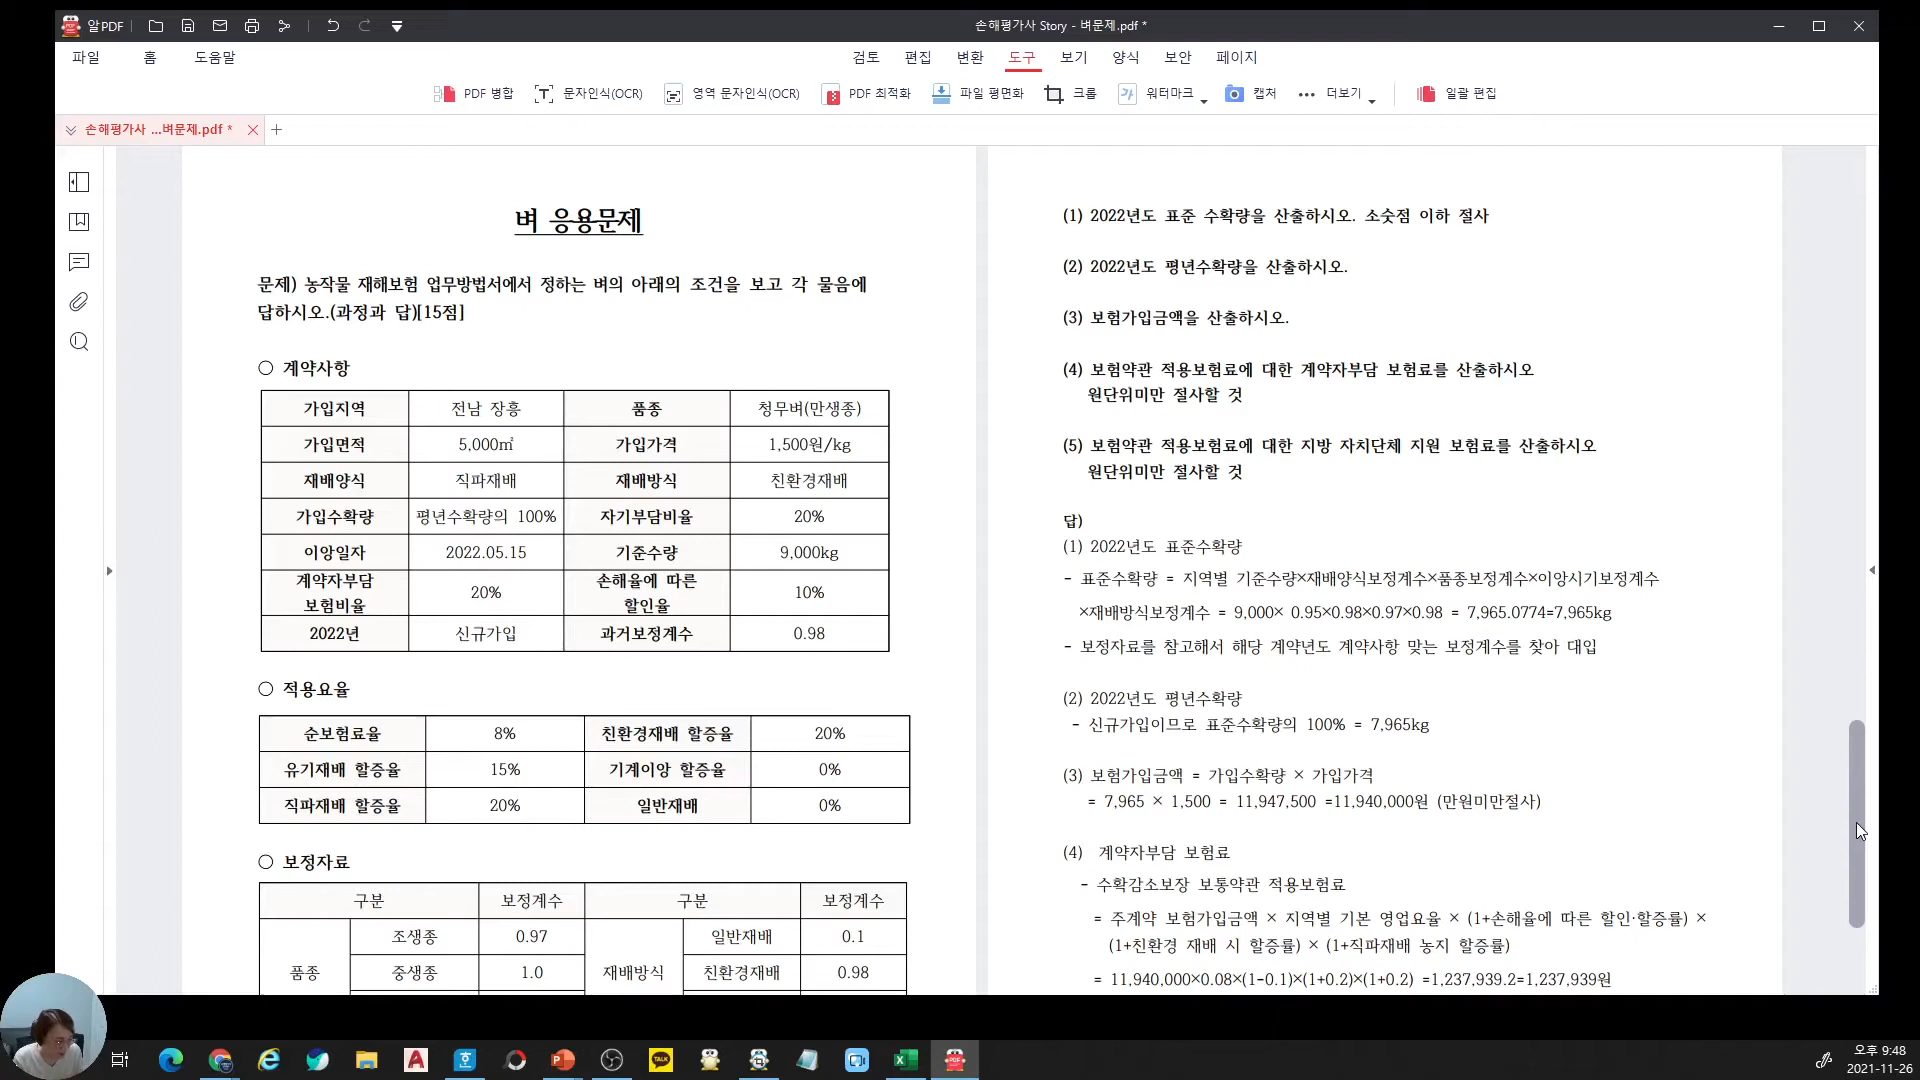 알PDF
손해평가사 Story - 벼문제.pdf *
파일 홈 도움말 검토 편집 변환 도구 보기 양식 보안 페이지
PDF 병합 문자인식(OCR) 영역 문자인식(OCR) PDF 최적화 파일 평면화 크롭 워터마크 캡처 더보기 일괄 편집
손해평가사 ...벼문제.pdf *
벼 응용문제
문제) 농작물 재해보험 업무방법서에서 정하는 벼의 아래의 조건을 보고 각 물음에
답하시오.(과정과 답)[15점]
○ 계약사항
가입지역 전남 장흥 품종 청무벼(만생종)
가입면적 5,000㎡ 가입가격 1,500원/kg
재배양식 직파재배 재배방식 친환경재배
가입수확량 평년수확량의 100% 자기부담비율 20%
이앙일자 2022.05.15 기준수량 9,000kg
계약자부담 보험비율 20% 손해율에 따른 할인율 10%
2022년 신규가입 과거보정계수 0.98
○ 적용요율
순보험료율 8% 친환경재배 할증율 20%
유기재배 할증율 15% 기계이앙 할증율 0%
직파재배 할증율 20% 일반재배 0%
○ 보정자료
구분 보정계수 구분 보정계수
품종 조생종 0.97 재배방식 일반재배 0.1
중생종 1.0 친환경재배 0.98
(1) 2022년도 표준 수확량을 산출하시오. 소숫점 이하 절사
(2) 2022년도 평년수확량을 산출하시오.
(3) 보험가입금액을 산출하시오.
(4) 보험약관 적용보험료에 대한 계약자부담 보험료를 산출하시오
원단위미만 절사할 것
(5) 보험약관 적용보험료에 대한 지방 자치단체 지원 보험료를 산출하시오
원단위미만 절사할 것
답)
(1) 2022년도 표준수확량
- 표준수확량 = 지역별 기준수량×재배양식보정계수×품종보정계수×이앙시기보정계수
×재배방식보정계수 = 9,000× 0.95×0.98×0.97×0.98 = 7,965.0774=7,965kg
- 보정자료를 참고해서 해당 계약년도 계약사항 맞는 보정계수를 찾아 대입
(2) 2022년도 평년수확량
- 신규가입이므로 표준수확량의 100% = 7,965kg
(3) 보험가입금액 = 가입수확량 × 가입가격
= 7,965 × 1,500 = 11,947,500 =11,940,000원 (만원미만절사)
(4) 계약자부담 보험료
- 수확감소보장 보통약관 적용보험료
= 주계약 보험가입금액 × 지역별 기본 영업요율 × (1+손해율에 따른 할인·할증률) ×
(1+친환경 재배 시 할증률) × (1+직파재배 농지 할증률)
= 11,940,000×0.08×(1-0.1)×(1+0.2)×(1+0.2) =1,237,939.2=1,237,939원
오후 9:48
2021-11-26